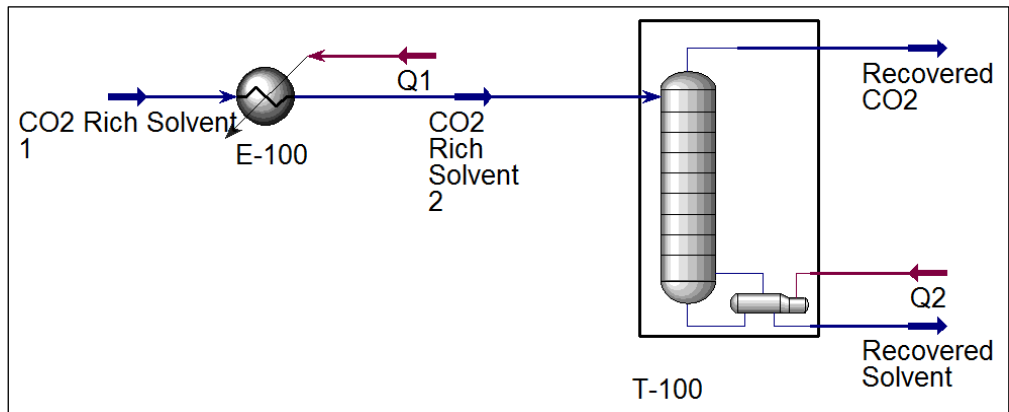 CO2 Rich Solvent
1
E-100
Q1
CO2
Rich
Solvent
2
T-100
Recovered
CO2
Q2
Recovered
Solvent